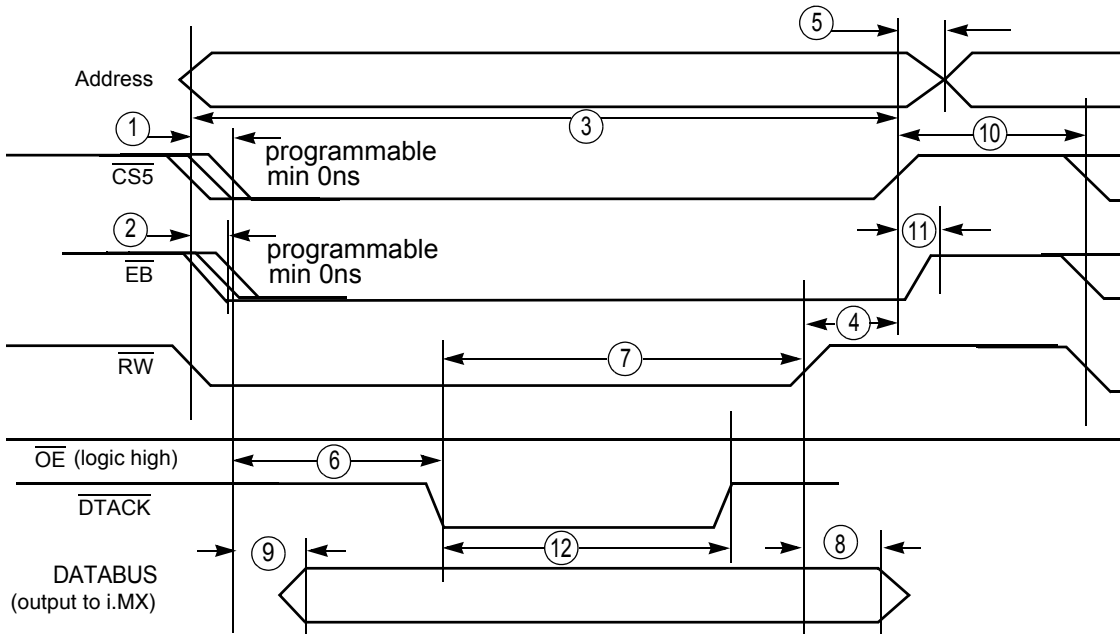 5
Address
1
3
10
programmable
min 0ns
CS5
2
11
programmable
min 0ns
EB
4
RW
7
OE (logic high)
6
DTACK
9
12
8
DATABUS
(output to i.MX)